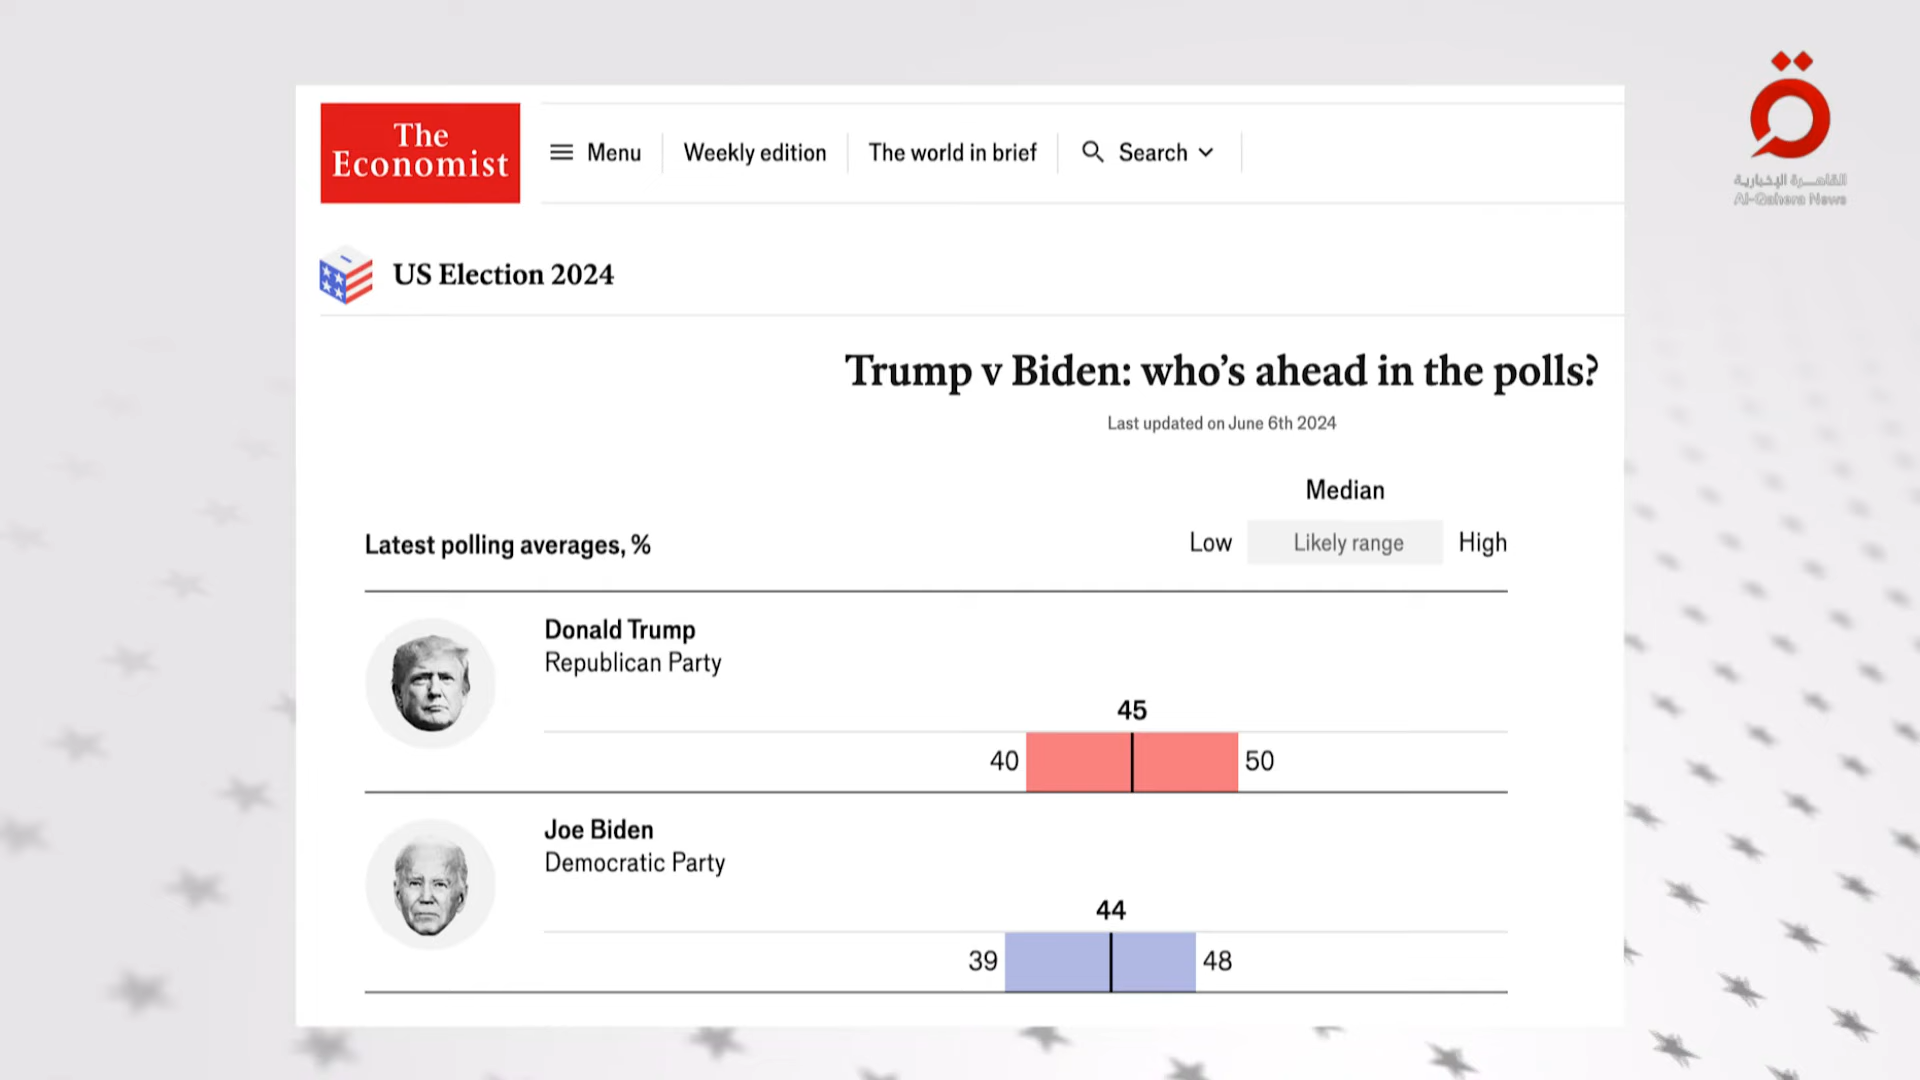 The
Economist
Menu
Weekly edition
The world in brief
Search
القاهرة الإخبارية
Al-Qahera News
US Election 2024
Trump v Biden: who's ahead in the polls?
Last updated on June 6th 2024
Median
Latest polling averages, %
Low
Likely range
High
Donald Trump
Republican Party
45
40
50
Joe Biden
Democratic Party
44
39
48